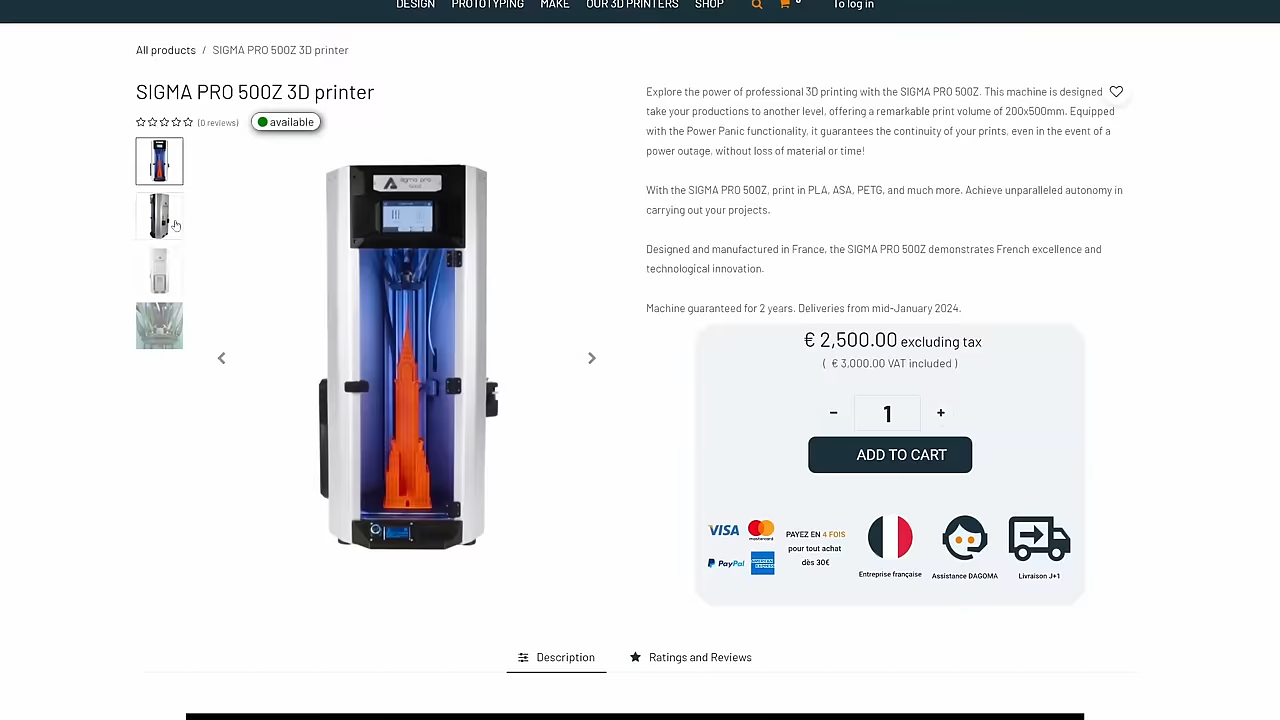 DESIGN PROTOTYPING MAKE OUR 3D PRINTERS SHOP To log in
All products / SIGMA PRO 500Z 3D printer
SIGMA PRO 500Z 3D printer
(0 reviews) available
sigma pro
Explore the power of professional 3D printing with the SIGMA PRO 500Z. This machine is designed
take your productions to another level, offering a remarkable print volume of 200x500mm. Equipped
with the Power Panic functionality, it guarantees the continuity of your prints, even in the event of a
power outage, without loss of material or time!
With the SIGMA PRO 500Z, print in PLA, ASA, PETG, and much more. Achieve unparalleled autonomy in
carrying out your projects.
Designed and manufactured in France, the SIGMA PRO 500Z demonstrates French excellence and
technological innovation.
Machine guaranteed for 2 years. Deliveries from mid-January 2024.
€ 2,500.00 excluding tax
( € 3,000.00 VAT included )
- 1 +
ADD TO CART
VISA mastercard
PayPal AMERICAN EXPRESS
PAYEZ EN 4 FOIS
pour tout achat
dès 30€
Entreprise française
Assistance DAGOMA
Livraison J+1
Description Ratings and Reviews